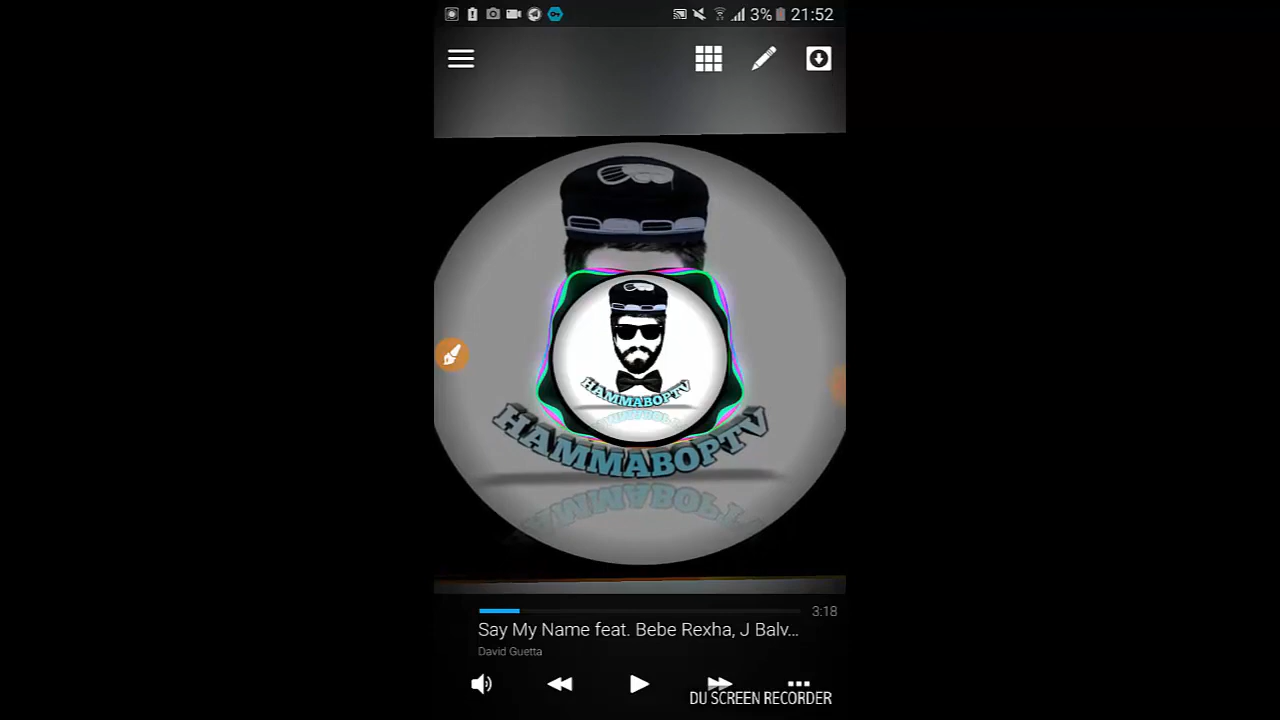 3% 21:52
HAMMABOPTV
HAMMABOPTV
3:18
Say My Name feat. Bebe Rexha, J Balv...
David Guetta
DU SCREEN RECORDER